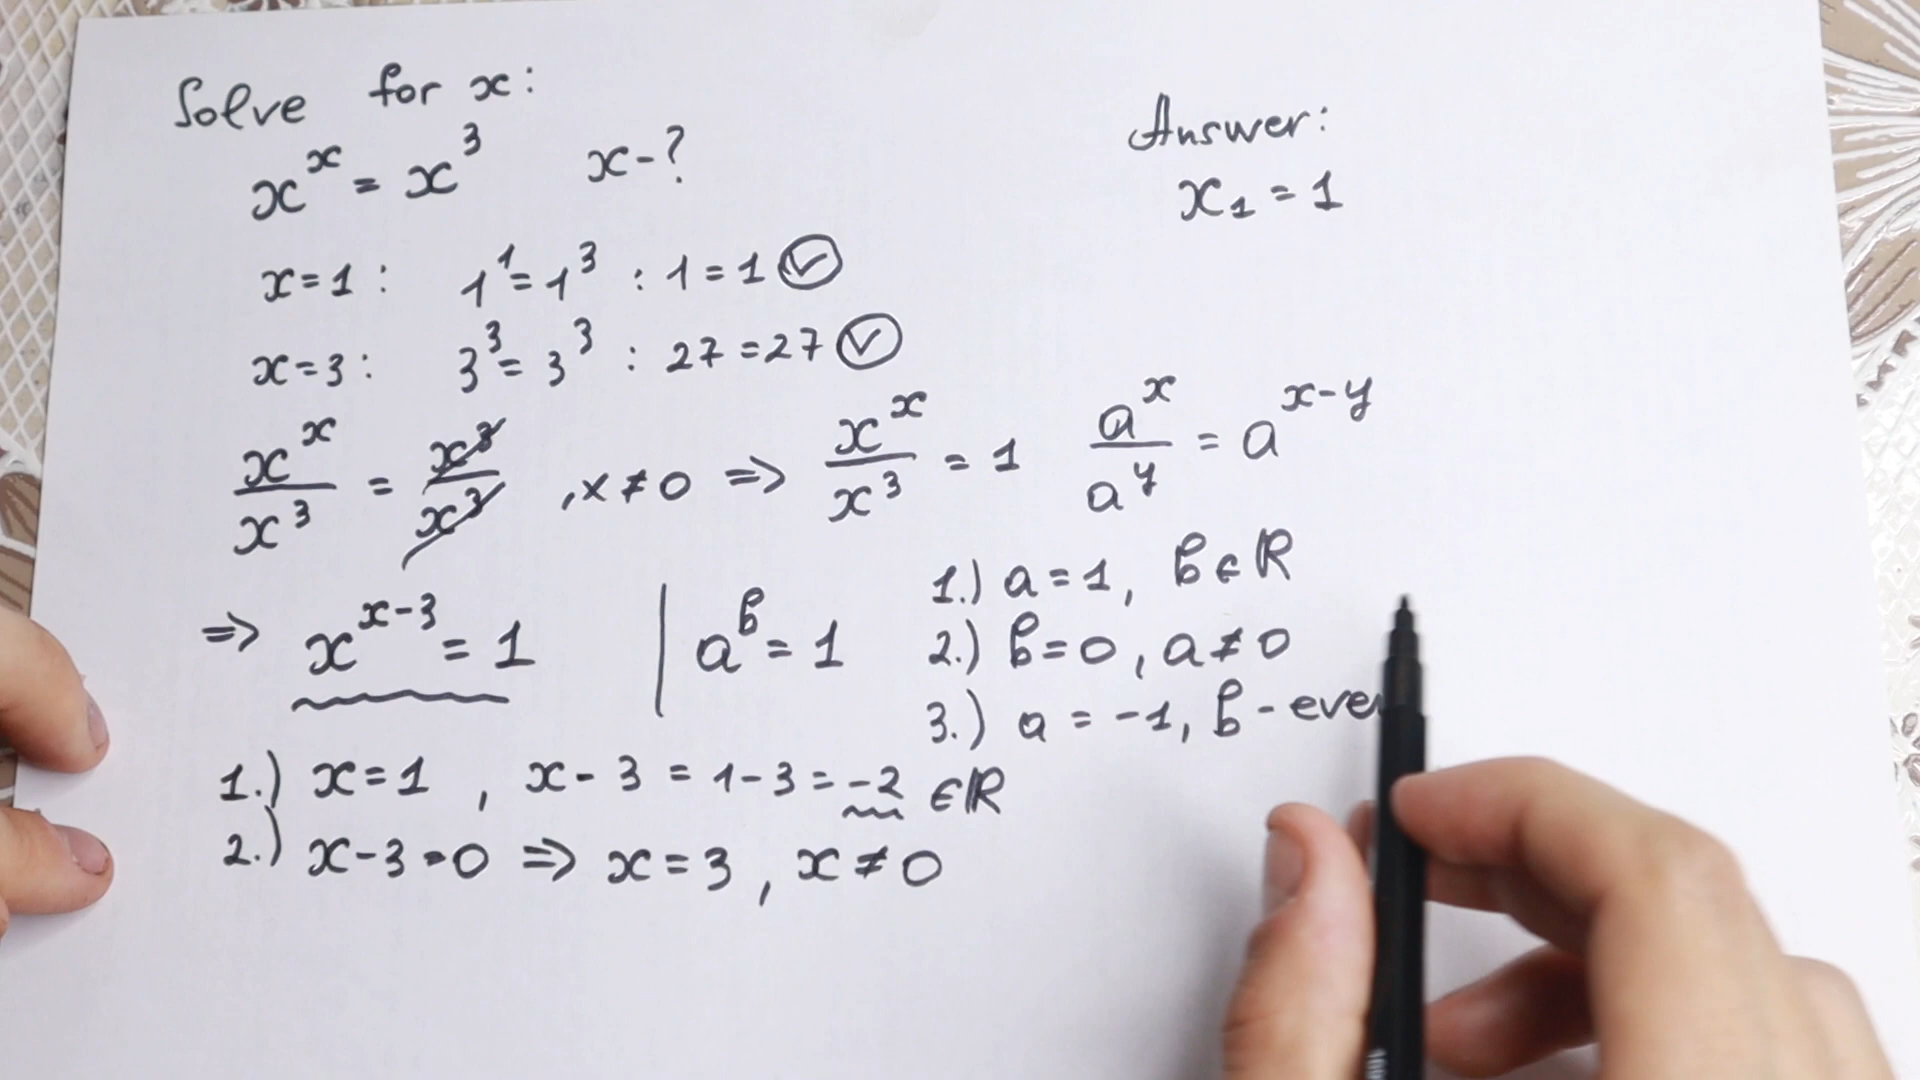 Solve for x:
x^x = x^3 x-?
x=1 : 1^1 = 1^3 : 1 = 1 ✓
x=3 : 3^3 = 3^3 : 27 = 27 ✓
x^x/x^3 = x^3/x^3 , x ≠ 0 => x^x/x^3 = 1 a^x/a^y = a^(x-y)
=> x^(x-3) = 1 | a^b = 1
1.) a = 1, b ∈ ℝ
2.) b = 0, a ≠ 0
3.) a = -1, b - eve
1.) x = 1 , x - 3 = 1 - 3 = -2 ∈ ℝ
2.) x - 3 = 0 => x = 3 , x ≠ 0
Answer:
x_1 = 1